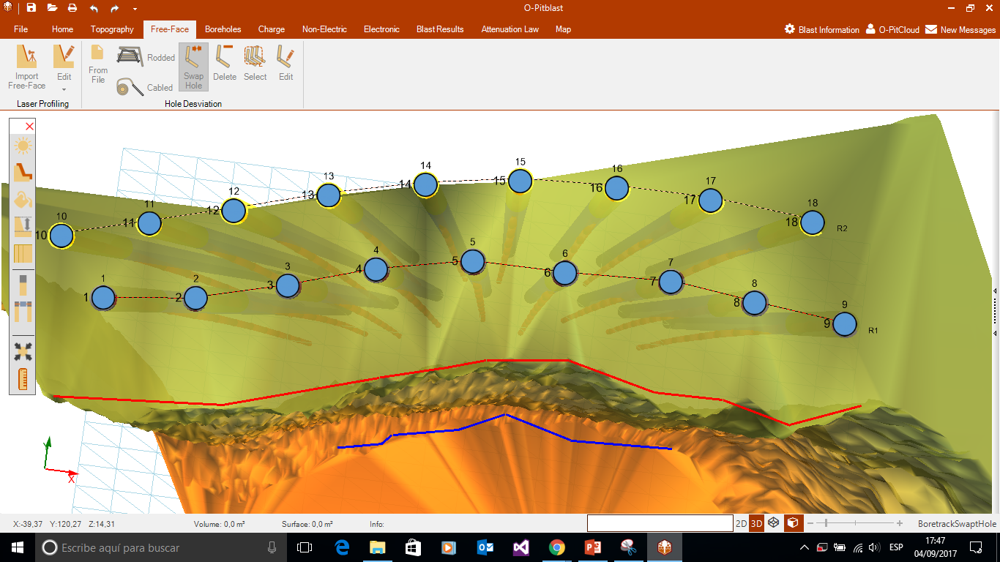 O-Pitblast
File Home Topography Free-Face Boreholes Charge Non-Electric Electronic Blast Results Attenuation Law Map Blast Information O-PitCloud New Messages
Import Free-Face
Edit
From File
Rodded
Cabled
Swap Hole
Delete
Select
Edit
Laser Profiling Hole Desviation
15
14 15
14 16
13 16
13 17
12 17
12 18
11 18 R2
11
10
10
5
4 5
4 6
3 6
3 7
2 7
2 8
1 8
1 9
9 R1
Y
X
X:-39,37 Y:120,27 Z:14,31 Volume: 0,0 m³ Surface: 0,0 m² Info: 2D 3D BoretrackSwaptHole
Escribe aquí para buscar
ESP
17:47
04/09/2017